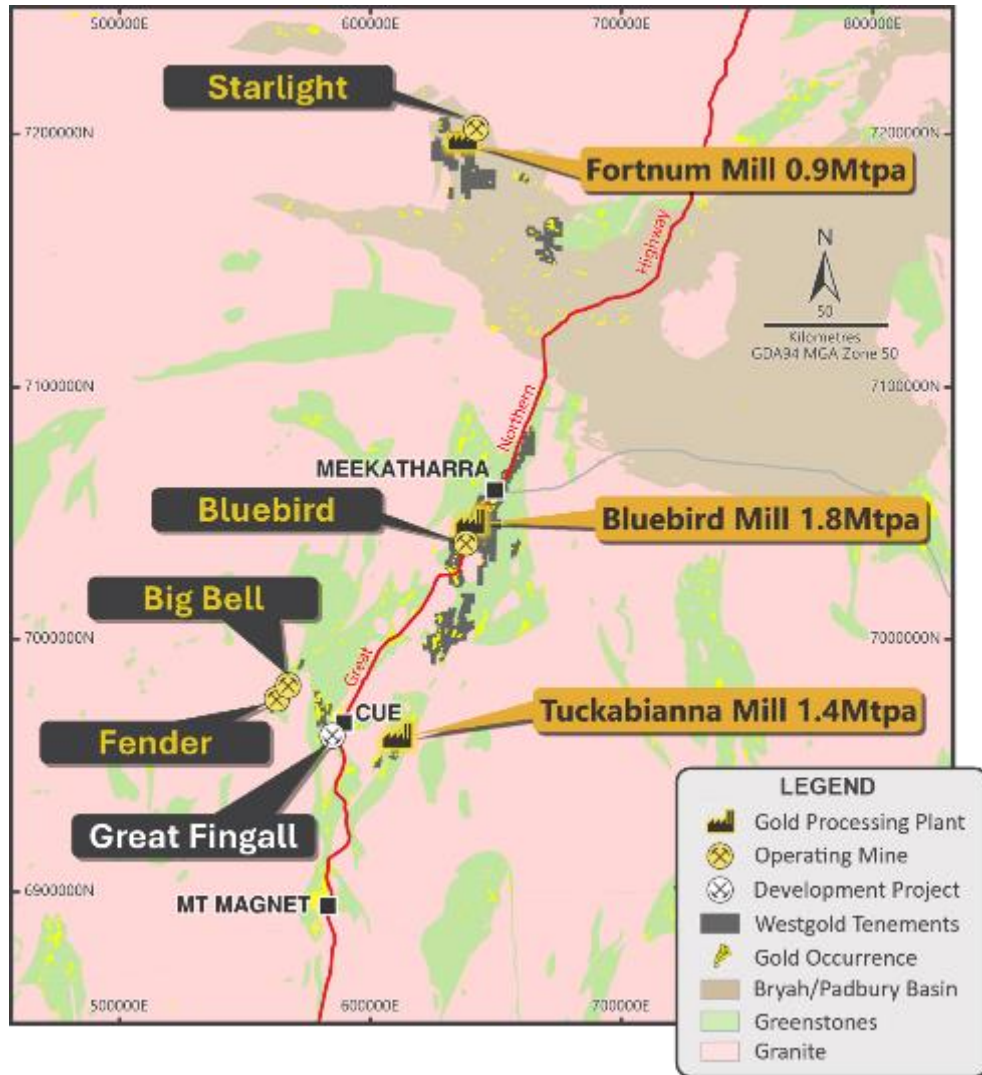 500000E 600000E 700000E 800000E
Starlight
7200000N 7200000N
Fortnum Mill 0.9Mtpa
Highway
N
50
Kilometres
GDA94 MGA Zone 50
7100000N 7100000N
Northern
MEEKATHARRA
Bluebird
Bluebird Mill 1.8Mtpa
Big Bell
7000000N 7000000N
Great
CUE
Tuckabianna Mill 1.4Mtpa
Fender
Great Fingall
6900000N
MT MAGNET
500000E 600000E 700000E
LEGEND
Gold Processing Plant
Operating Mine
Development Project
Westgold Tenements
Gold Occurrence
Bryah/Padbury Basin
Greenstones
Granite